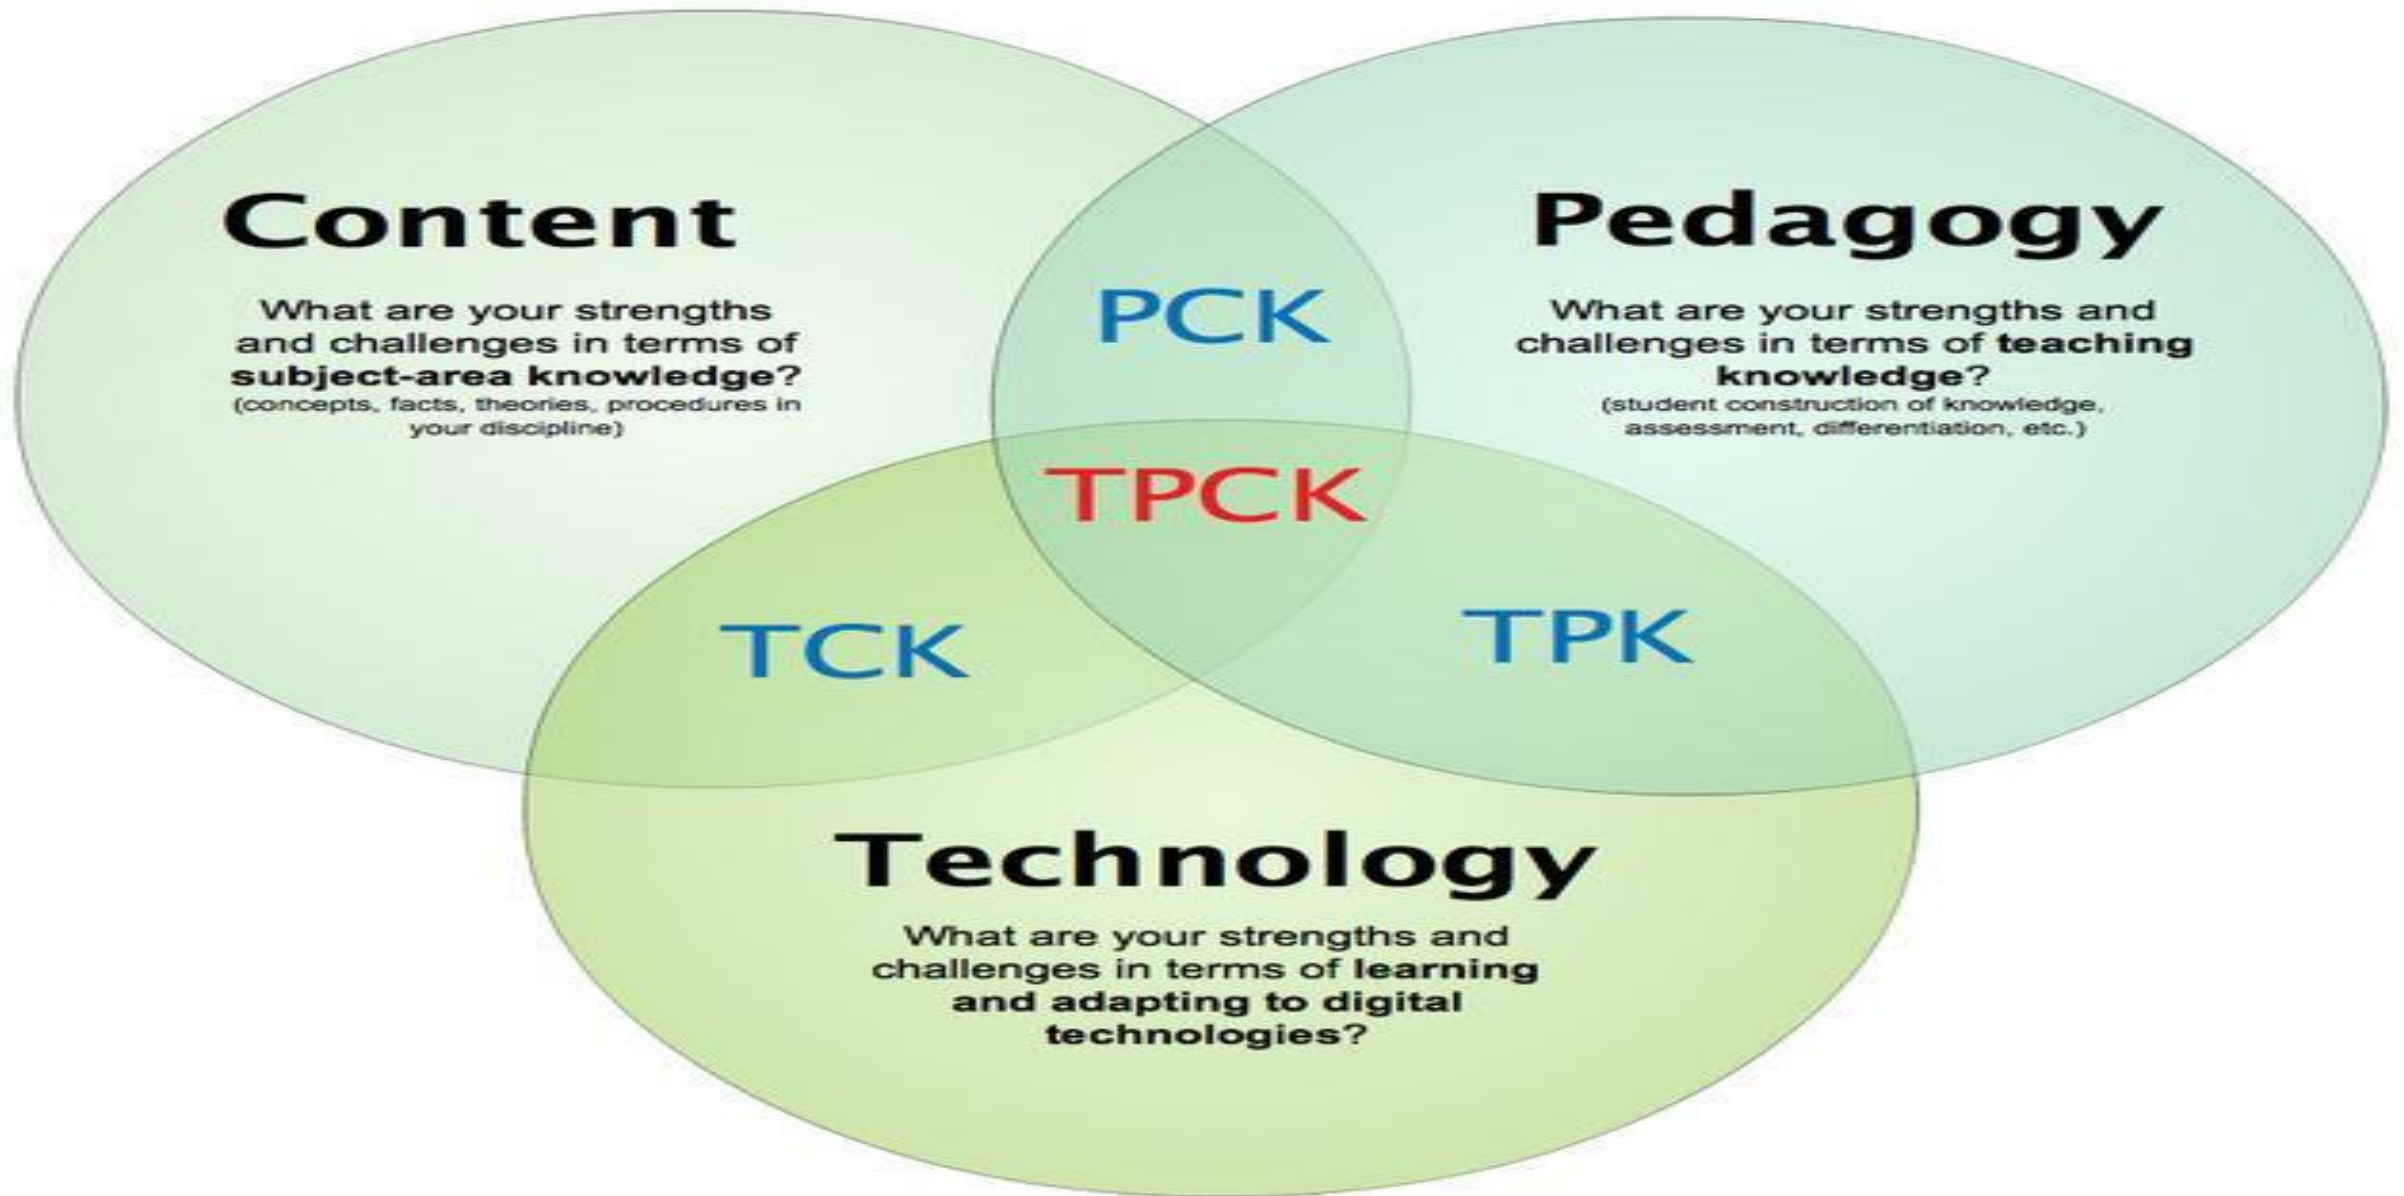 Content
What are your strengths
and challenges in terms of
subject-area knowledge?
(concepts, facts, theories, procedures in
your discipline)
Pedagogy
What are your strengths and
challenges in terms of teaching
knowledge?
(student construction of knowledge,
assessment, differentiation, etc.)
PCK
TPCK
TCK
TPK
Technology
What are your strengths and
challenges in terms of learning
and adapting to digital
technologies?